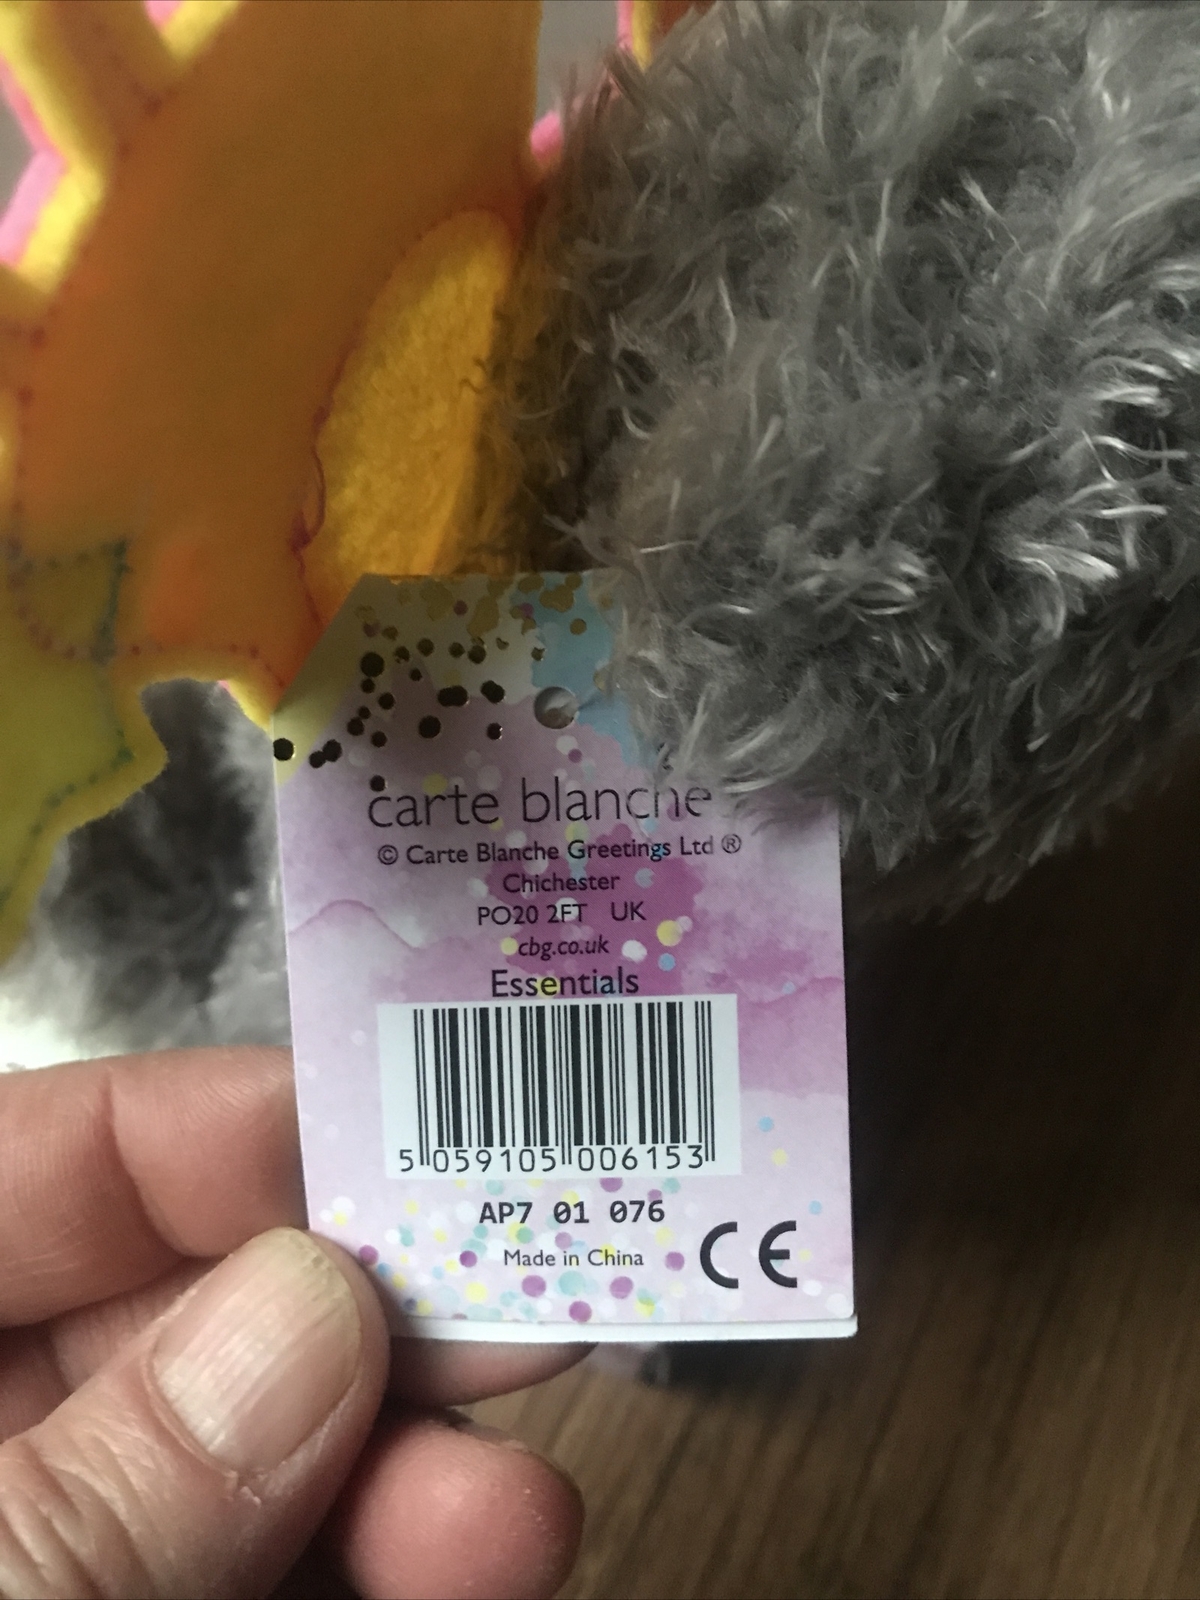 carte blanche
© Carte Blanche Greetings Ltd ®
Chichester
PO20 2FT UK
cbg.co.uk
Essentials
5 059105 006153
AP7 01 076
Made in China
CE